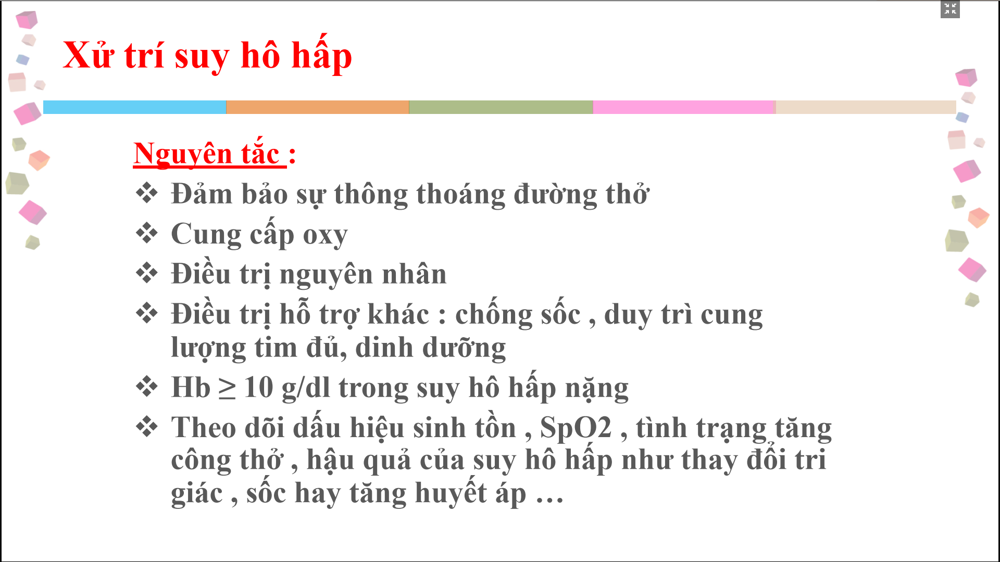 Xử trí suy hô hấp
Nguyên tắc :
❖ Đảm bảo sự thông thoáng đường thở
❖ Cung cấp oxy
❖ Điều trị nguyên nhân
❖ Điều trị hỗ trợ khác : chống sốc , duy trì cung
lượng tim đủ, dinh dưỡng
❖ Hb ≥ 10 g/dl trong suy hô hấp nặng
❖ Theo dõi dấu hiệu sinh tồn , SpO2 , tình trạng tăng
công thở , hậu quả của suy hô hấp như thay đổi tri
giác , sốc hay tăng huyết áp …